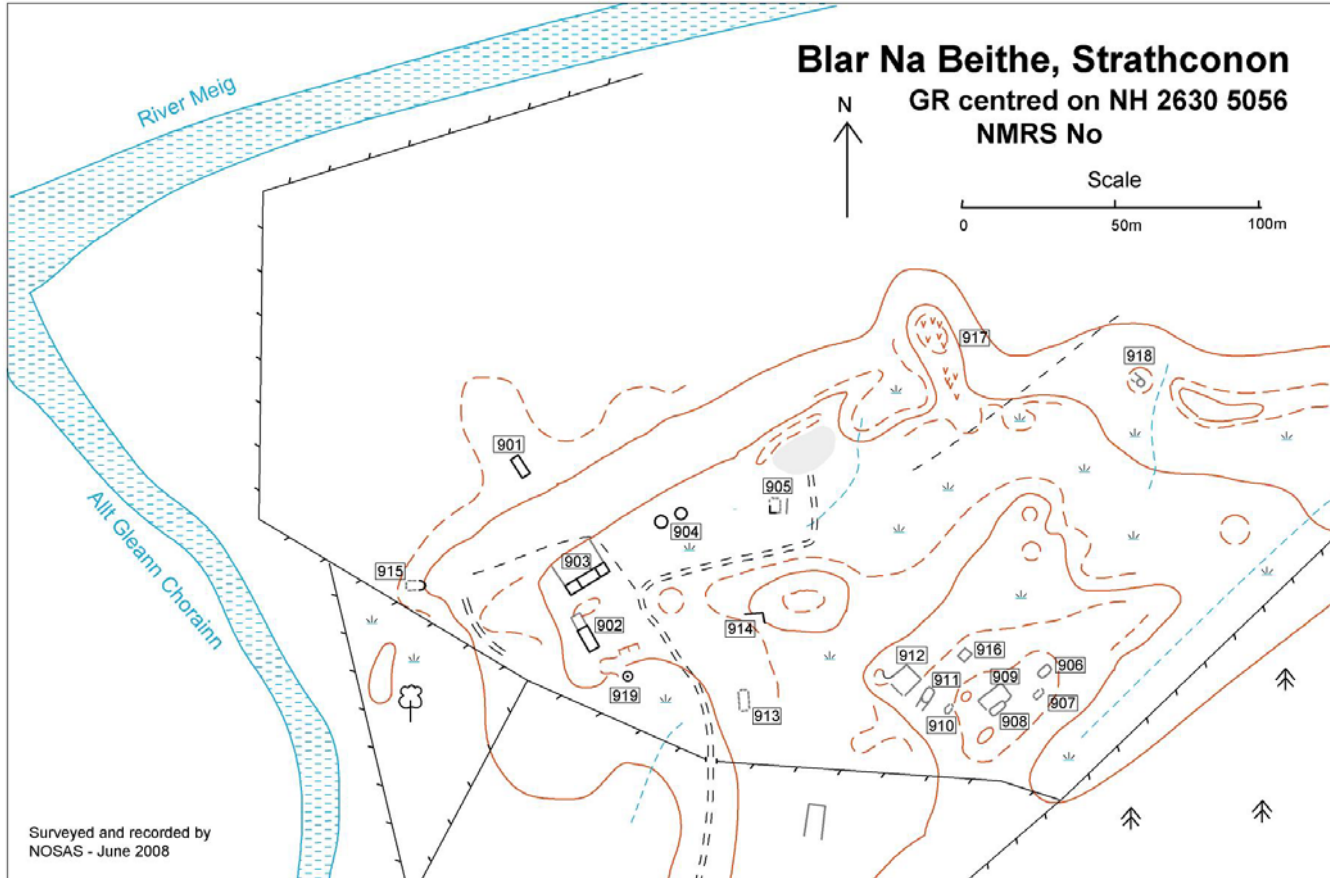 Blar Na Beithe, Strathconon
GR centred on NH 2630 5056
NMRS No
N
Scale
0 50m 100m
River Meig
Allt Gleann Chorainn
917
918
901
905
904
903
915
902
914
919
913
912
916
906
911
909
907
910
908
Surveyed and recorded by
NOSAS - June 2008